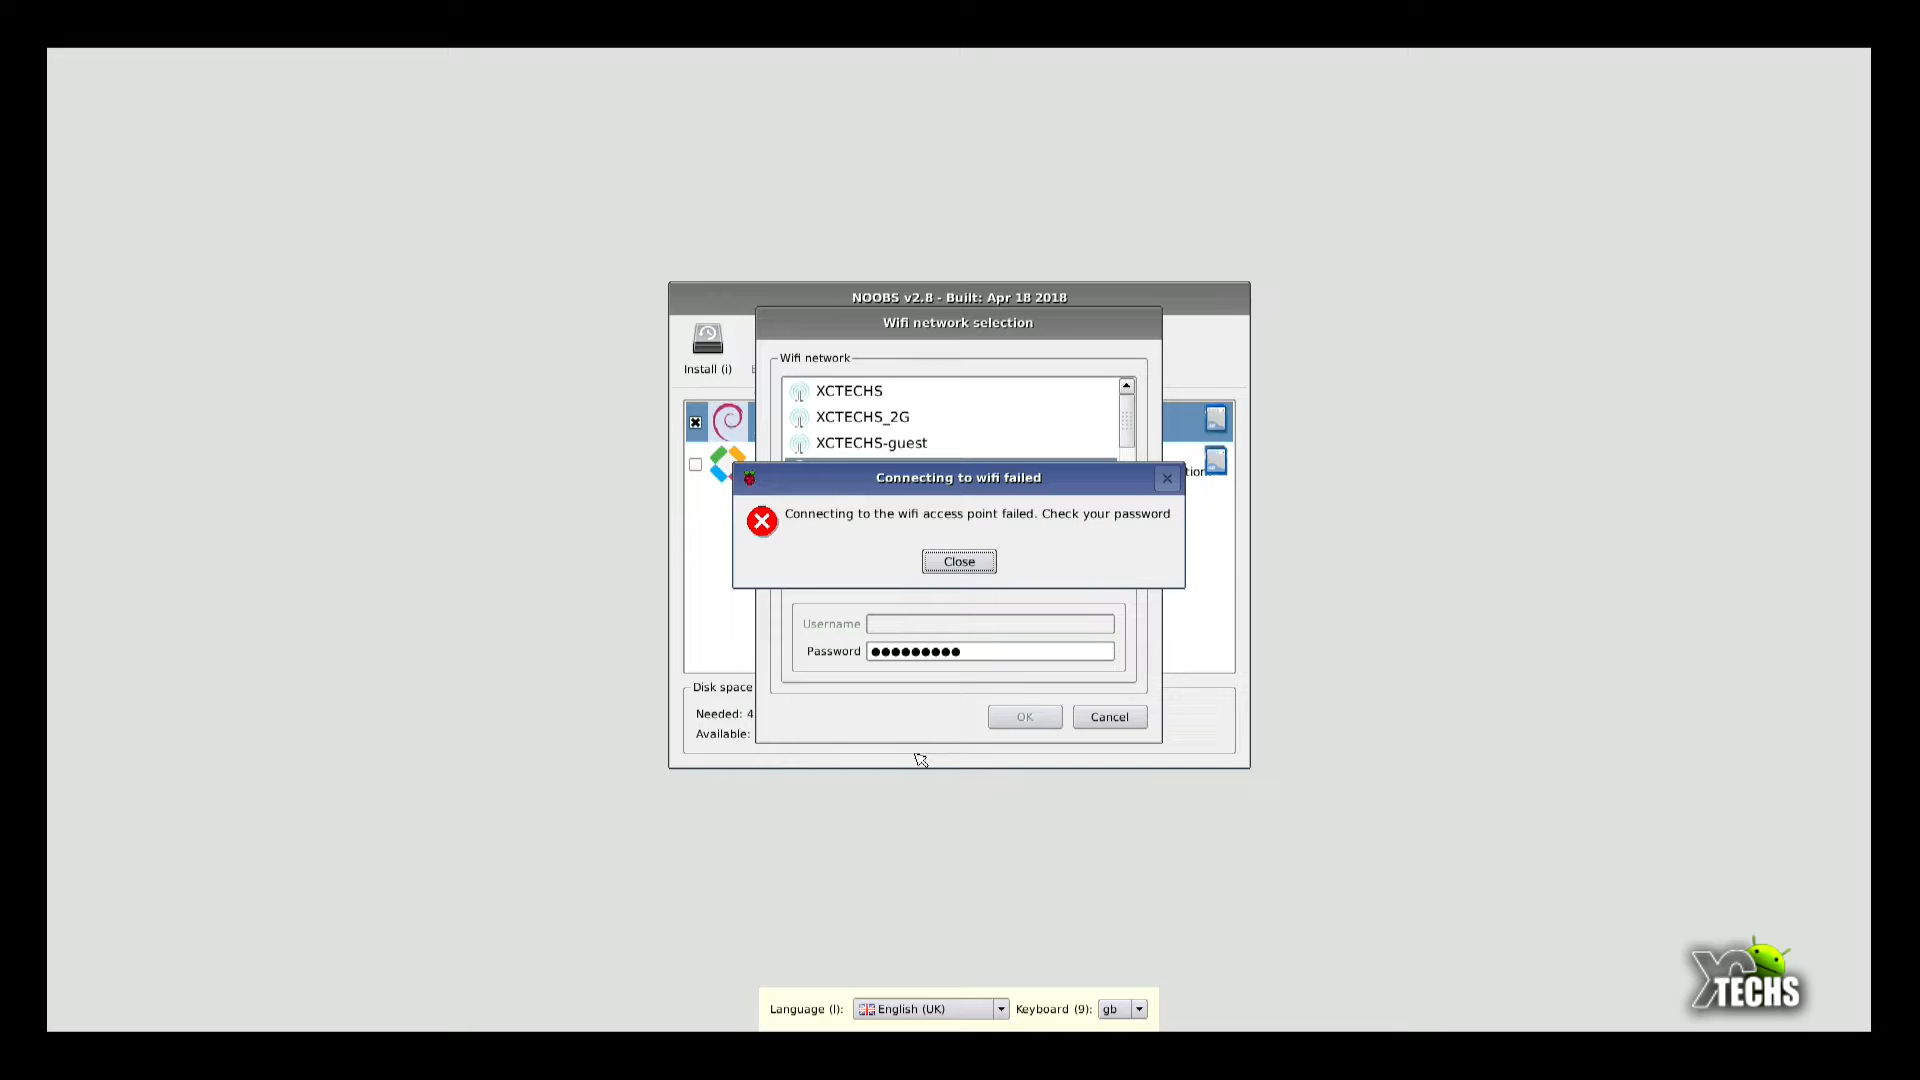 NOOBS v2.8 - Built: Apr 18 2018
Wifi network selection
Install (i)
Wifi network
XCTECHS
XCTECHS_2G
XCTECHS-guest
Connecting to wifi failed
Connecting to the wifi access point failed. Check your password
Close
Username
Password
Disk space
Needed: 4
Available:
OK
Cancel
Language (l): English (UK) Keyboard (9): gb
XCTECHS